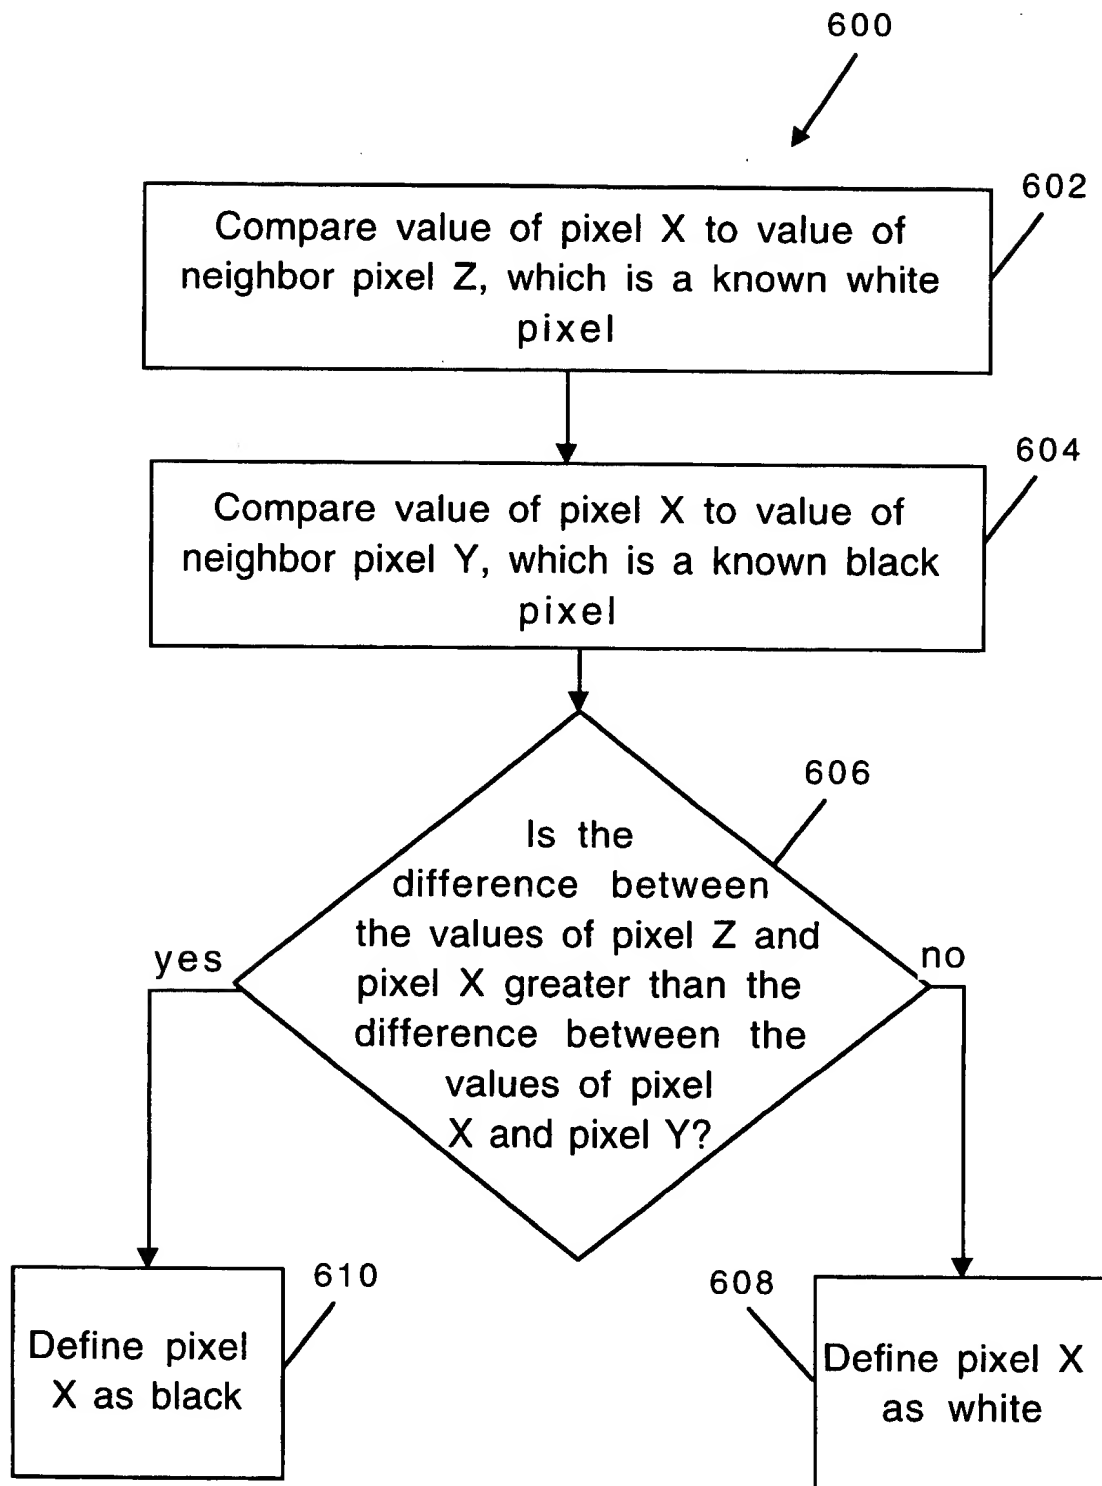 600
602
Compare value of pixel X to value of
neighbor pixel Z, which is a known white
pixel
604
Compare value of pixel X to value of
neighbor pixel Y, which is a known black
pixel
606
Is the
difference between
the values of pixel Z and
pixel X greater than the
difference between the
values of pixel
X and pixel Y?
yes
no
610
Define pixel
X as black
608
Define pixel X
as white